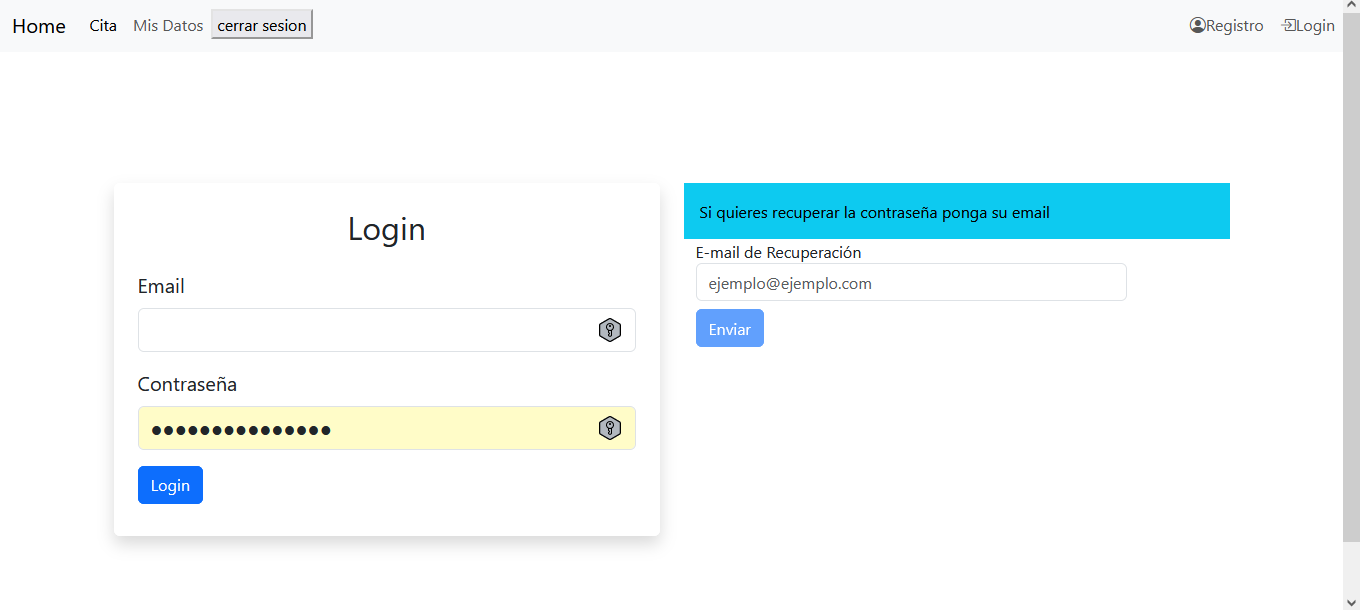 Home Cita Mis Datos cerrar sesion Registro Login
Login
Email
Contraseña
●●●●●●●●●●●●●●●
Login
Si quieres recuperar la contraseña ponga su email
E-mail de Recuperación
ejemplo@ejemplo.com
Enviar